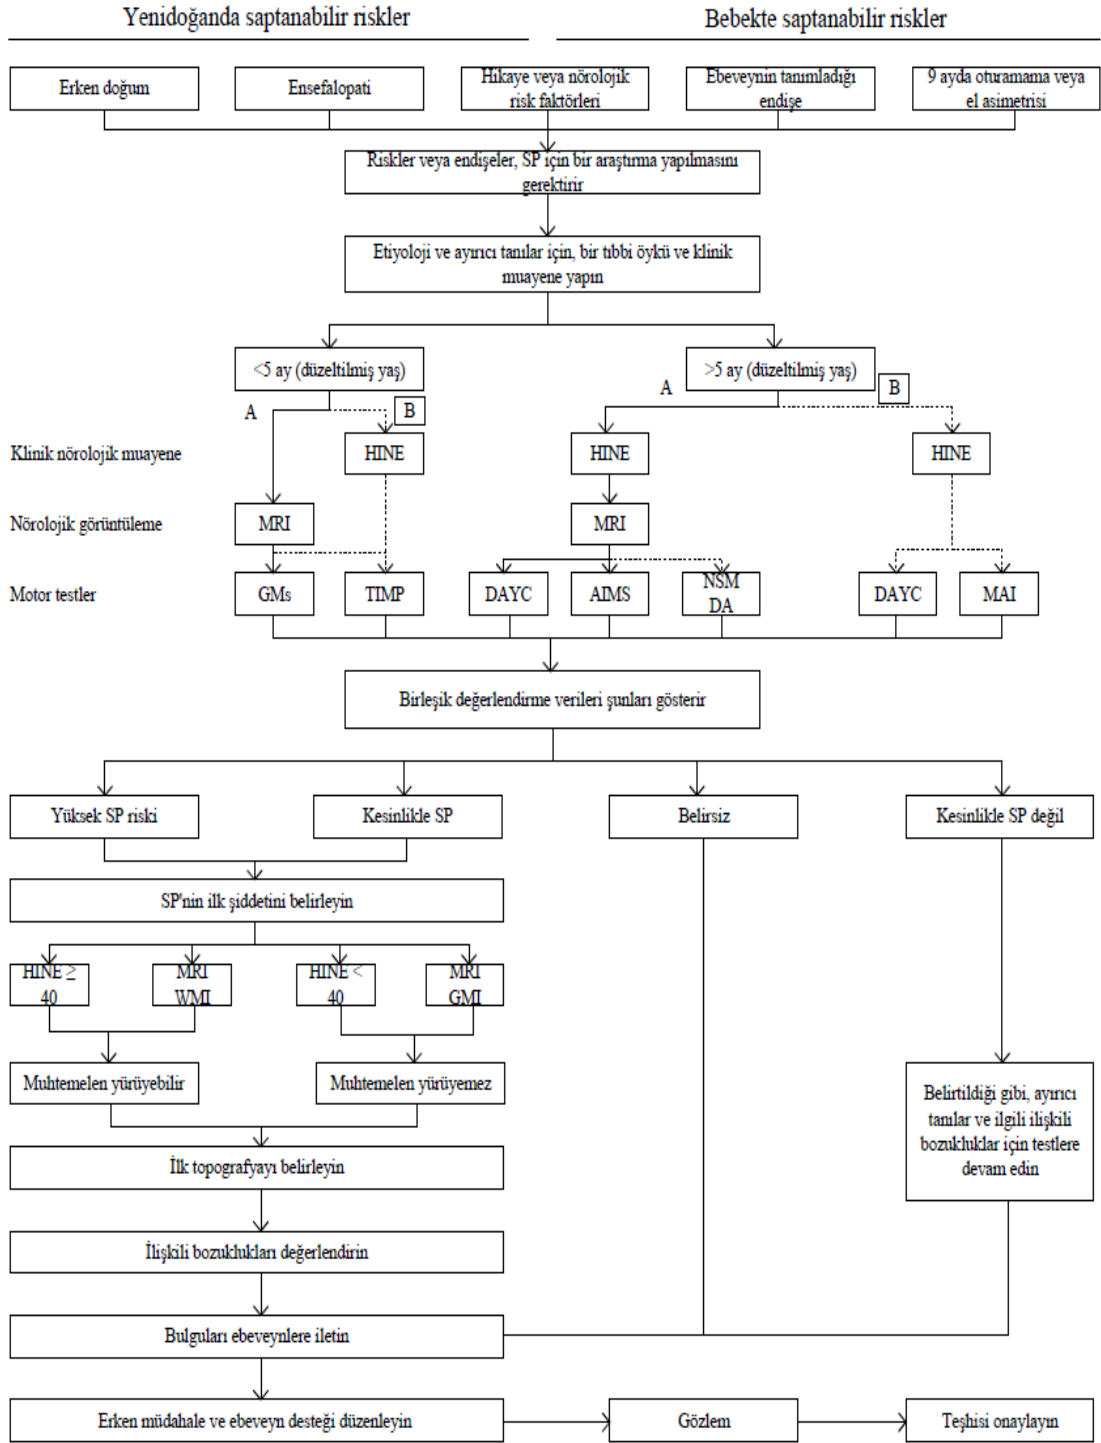 Yenidoğanda saptanabilir riskler
Bebekte saptanabilir riskler
Erken doğum
Ensefalopati
Hikaye veya nörolojik
risk faktörleri
Ebeveynin tanımladığı
endişe
9 ayda oturamama veya
el asimetrisi
Riskler veya endişeler, SP için bir araştırma yapılmasını
gerektirir
Etiyoloji ve ayırıcı tanılar için, bir tıbbi öykü ve klinik
muayene yapın
<5 ay (düzeltilmiş yaş)
>5 ay (düzeltilmiş yaş)
A
B
A
B
Klinik nörolojik muayene
HINE
HINE
HINE
Nörolojik görüntüleme
MRI
MRI
Motor testler
GMs
TIMP
DAYC
AIMS
NSM
DA
DAYC
MAI
Birleşik değerlendirme verileri şunları gösterir
Yüksek SP riski
Kesinlikle SP
Belirsiz
Kesinlikle SP değil
SP'nin ilk şiddetini belirleyin
HINE ≥
40
MRI
WMI
HINE <
40
MRI
GMI
Muhtemelen yürüyebilir
Muhtemelen yürüyemez
Belirtildiği gibi, ayırıcı
tanılar ve ilgili ilişkili
bozukluklar için testlere
devam edin
İlk topografyayı belirleyin
İlişkili bozuklukları değerlendirin
Bulguları ebeveynlere iletin
Erken müdahale ve ebeveyn desteği düzenleyin
Gözlem
Teşhisi onaylayın